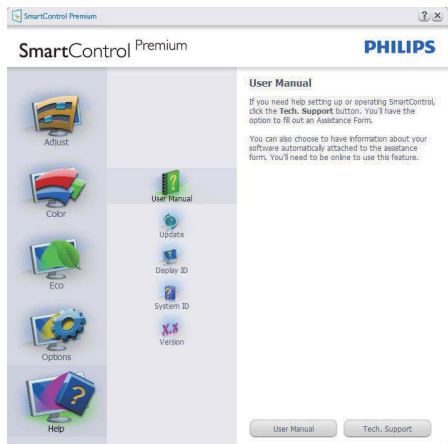 SmartControl Premium
SmartControl Premium
PHILIPS
Adjust
Color
Eco
Options
Help
User Manual
Update
Display ID
System ID
X.X
Version
User Manual
If you need help setting up or operating SmartControl,
click the Tech. Support button. You'll have the
option to fill out an Assistance Form.
You can also choose to have information about your
software automatically attached to the assistance
form. You'll need to be online to use this feature.
User Manual
Tech. Support